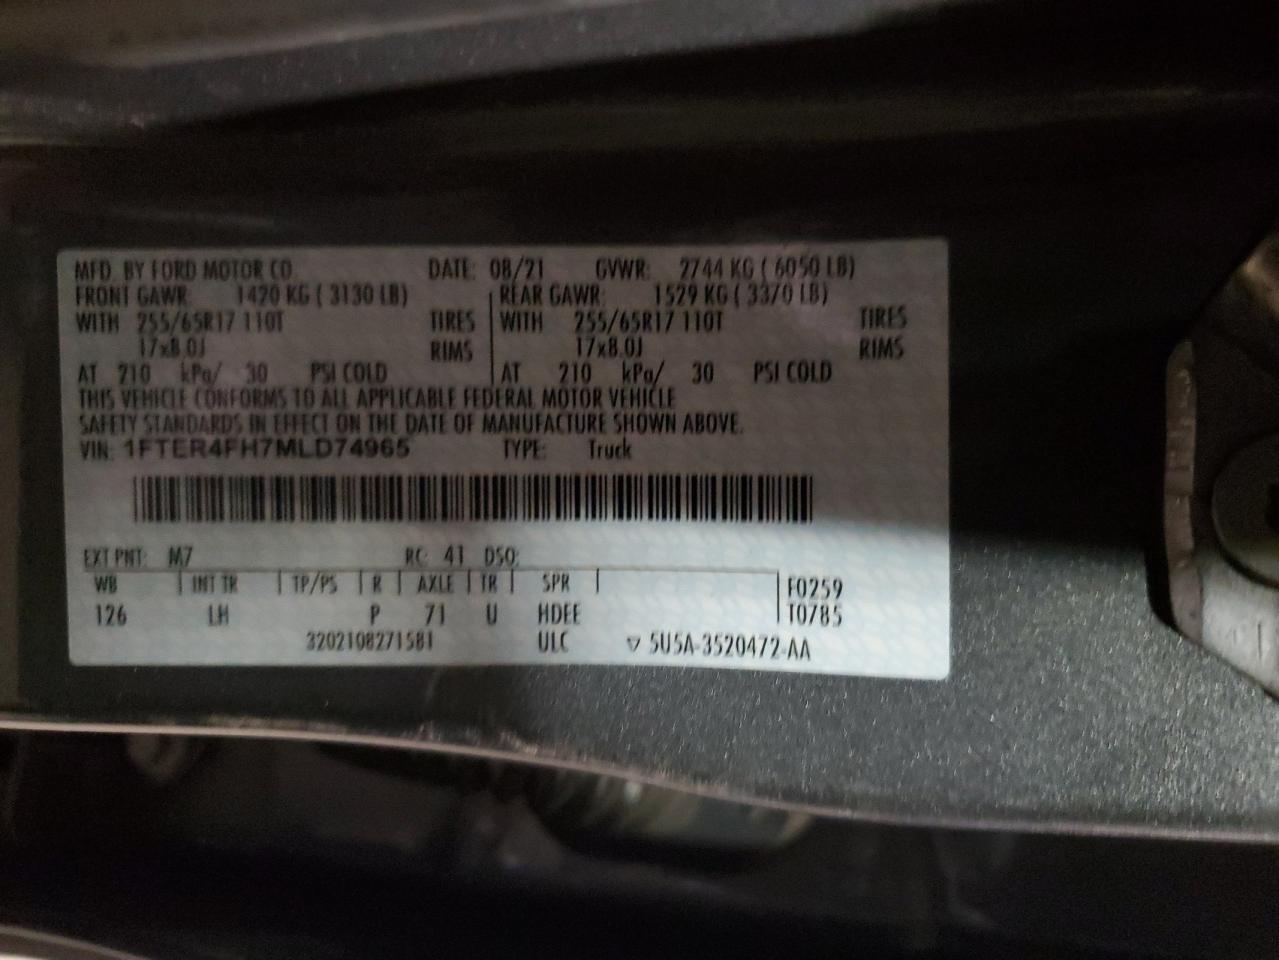 MFD. BY FORD MOTOR CO. DATE: 08/21 GVWR: 2744 KG ( 6050 LB)
FRONT GAWR: 1420 KG ( 3130 LB) REAR GAWR: 1529 KG ( 3370 LB)
WITH 255/65R17 110T TIRES WITH 255/65R17 110T TIRES
17x8.0J RIMS 17x8.0J RIMS
AT 210 kPa/ 30 PSI COLD AT 210 kPa/ 30 PSI COLD
THIS VEHICLE CONFORMS TO ALL APPLICABLE FEDERAL MOTOR VEHICLE
SAFETY STANDARDS IN EFFECT ON THE DATE OF MANUFACTURE SHOWN ABOVE.
VIN: 1FTER4FH7MLD74965 TYPE: Truck
EXT PNT: M7 RC: 41 DSO:
WB INT TR TP/PS R AXLE TR SPR F0259
126 LH P 71 U HDEE T0785
3202108271581 ULC ▽ 5U5A-3520472-AA